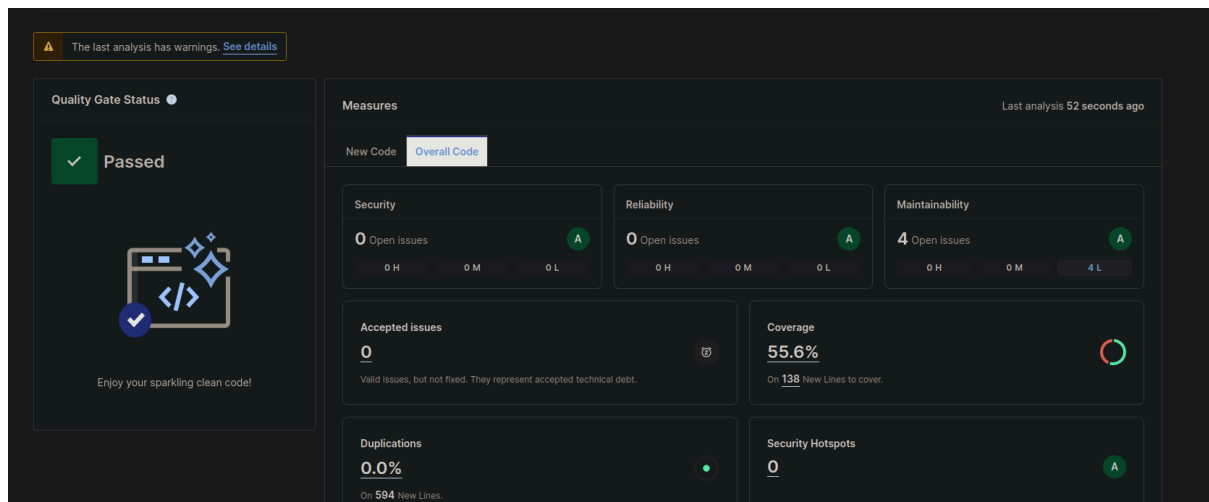 The last analysis has warnings. See details
Quality Gate Status
Passed
Enjoy your sparkling clean code!
Measures
Last analysis 52 seconds ago
New Code
Overall Code
Security
0 Open issues
A
0 H
0 M
0 L
Reliability
0 Open issues
A
0 H
0 M
0 L
Maintainability
4 Open issues
A
0 H
0 M
4 L
Accepted issues
0
Valid issues, but not fixed. They represent accepted technical debt.
Coverage
55.6%
On 138 New Lines to cover.
Duplications
0.0%
On 594 New Lines.
Security Hotspots
0
A